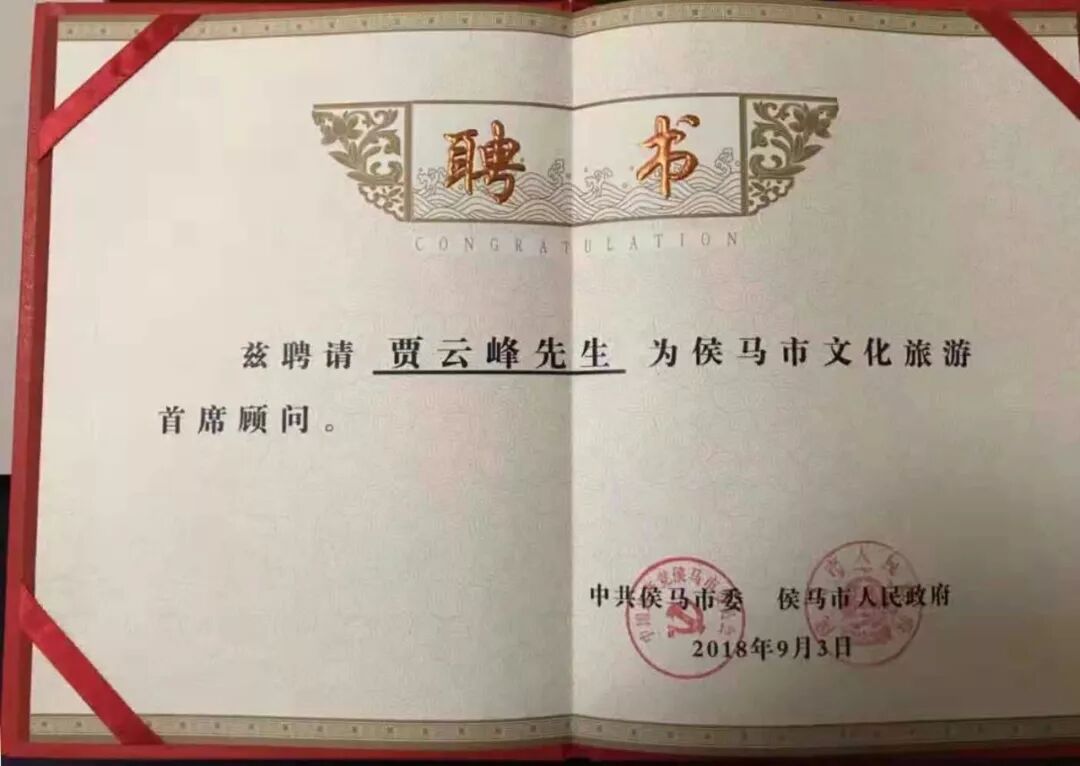 聘书
CONGRATULATION
兹聘请 贾云峰先生 为侯马市文化旅游
首席顾问。
中共侯马市委 侯马市人民政府
2018年9月3日